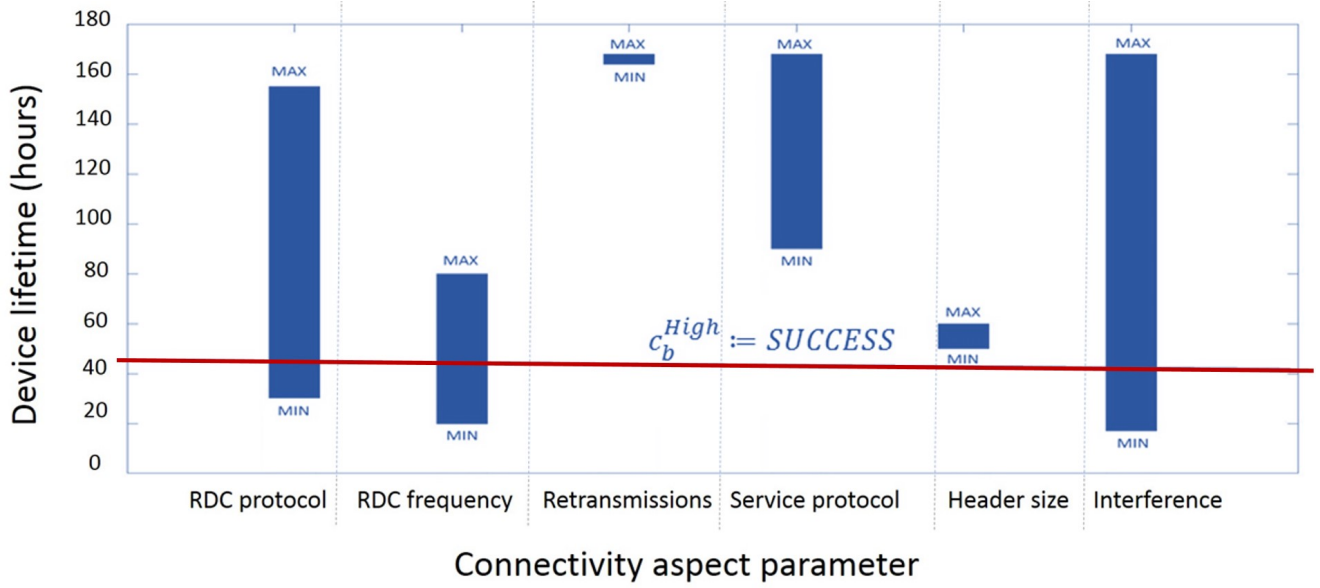 180
160
140
120
100
80
60
40
20
0
Device lifetime (hours)
MAX
MIN
MAX
MIN
MAX
MIN
MAX
MIN
MAX
MIN
MAX
MIN
c_b^{High} := SUCCESS
RDC protocol
RDC frequency
Retransmissions
Service protocol
Header size
Interference
Connectivity aspect parameter